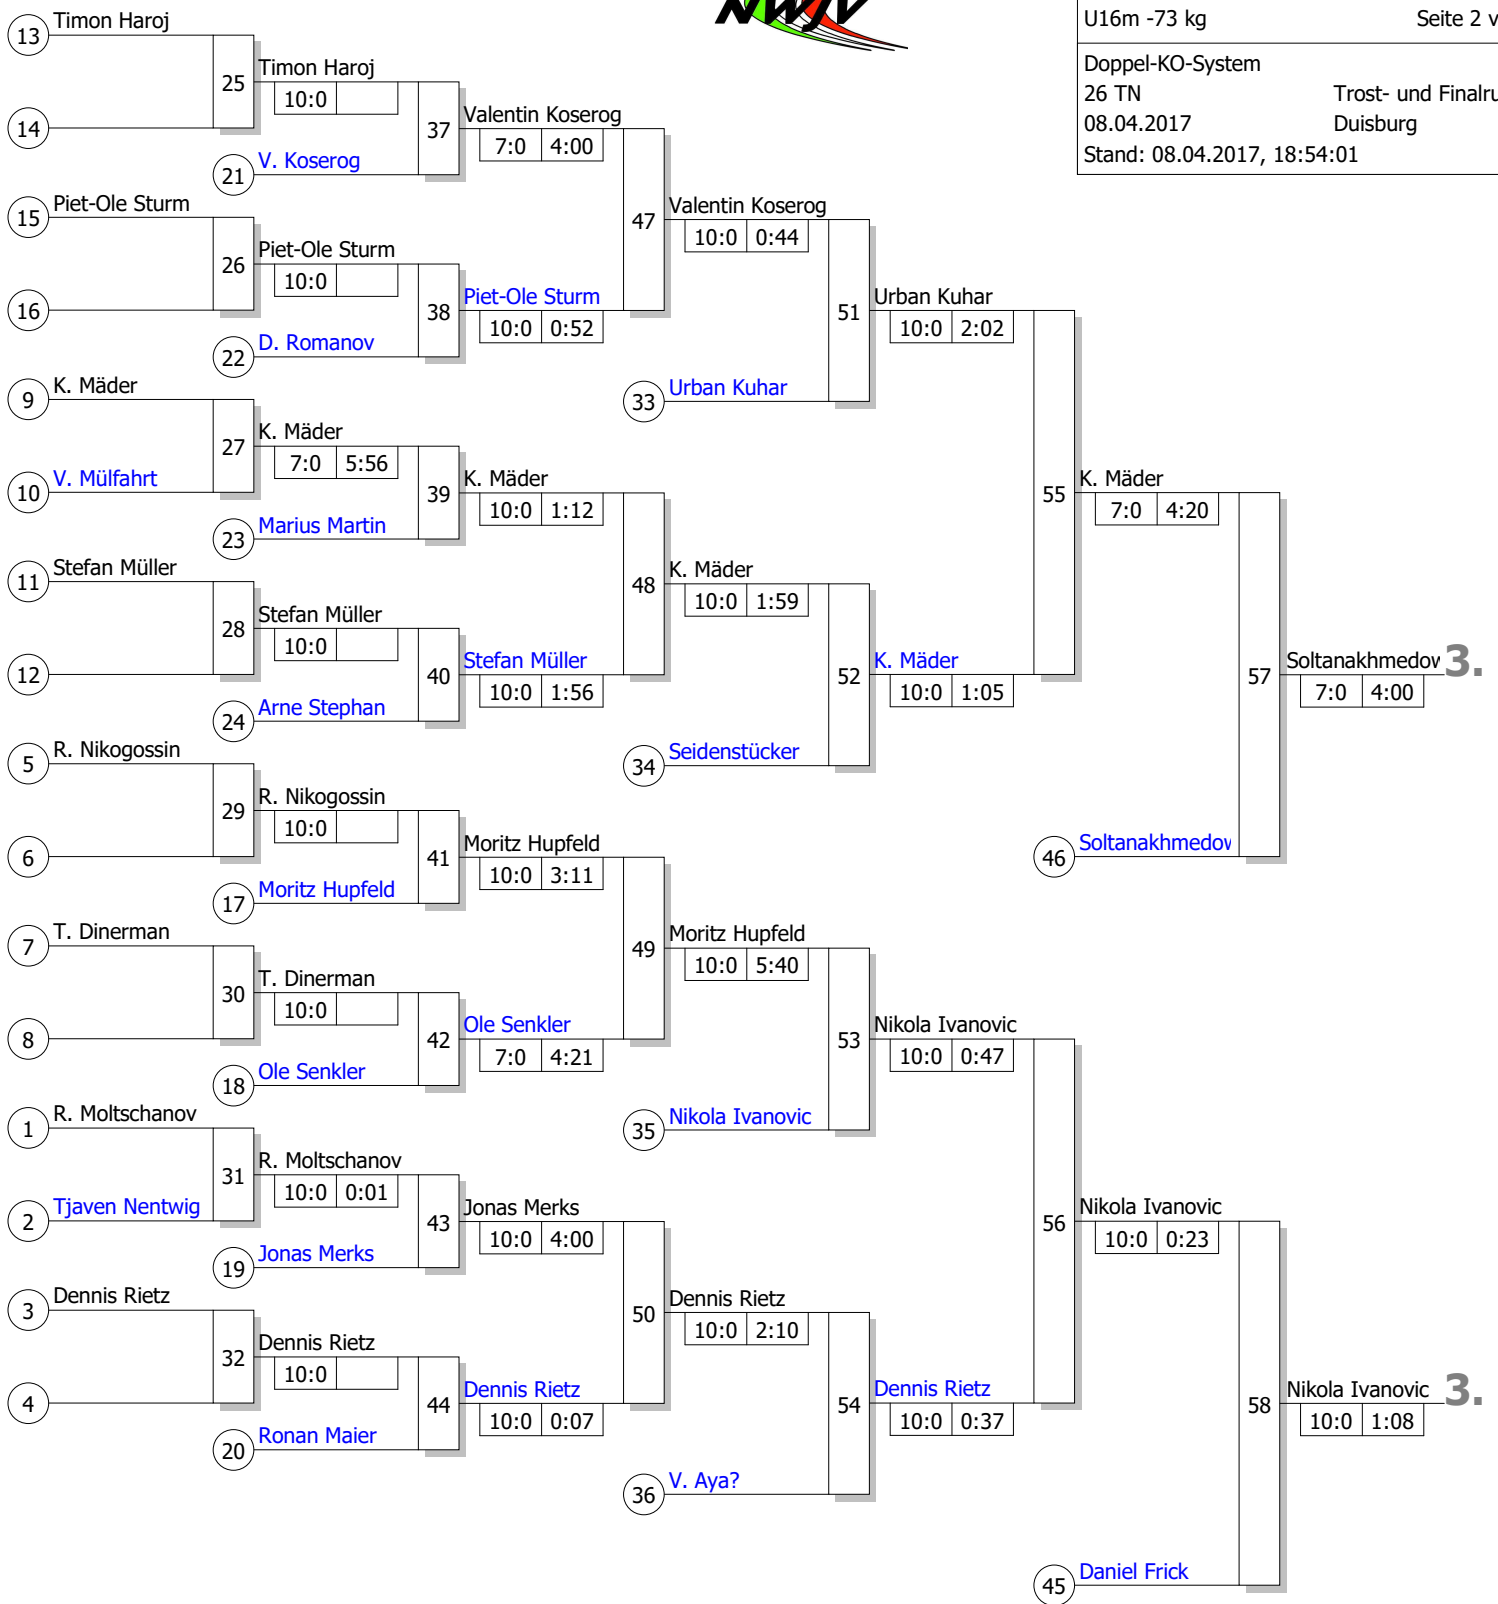 NWJV
U16m -73 kg Seite 2 v
Doppel-KO-System
26 TN Trost- und Finalru
08.04.2017 Duisburg
Stand: 08.04.2017, 18:54:01
13 Timon Haroj
25 Timon Haroj
10:0
14
37 Valentin Koserog
7:0 4:00
21 V. Koserog
15 Piet-Ole Sturm
47 Valentin Koserog
10:0 0:44
26 Piet-Ole Sturm
10:0
16
38 Piet-Ole Sturm
10:0 0:52
22 D. Romanov
51 Urban Kuhar
10:0 2:02
33 Urban Kuhar
9 K. Mäder
27 K. Mäder
7:0 5:56
10 V. Mülfahrt
39 K. Mäder
10:0 1:12
23 Marius Martin
55 K. Mäder
7:0 4:20
11 Stefan Müller
48 K. Mäder
10:0 1:59
28 Stefan Müller
10:0
12
40 Stefan Müller
10:0 1:56
24 Arne Stephan
52 K. Mäder
10:0 1:05
34 Seidenstücker
57 Soltanakhmedov 3.
7:0 4:00
5 R. Nikogossin
29 R. Nikogossin
10:0
6
41 Moritz Hupfeld
10:0 3:11
17 Moritz Hupfeld
46 Soltanakhmedov
7 T. Dinerman
49 Moritz Hupfeld
10:0 5:40
30 T. Dinerman
10:0
8
42 Ole Senkler
7:0 4:21
18 Ole Senkler
53 Nikola Ivanovic
10:0 0:47
35 Nikola Ivanovic
1 R. Moltschanov
31 R. Moltschanov
10:0 0:01
2 Tjaven Nentwig
43 Jonas Merks
10:0 4:00
19 Jonas Merks
56 Nikola Ivanovic
10:0 0:23
3 Dennis Rietz
50 Dennis Rietz
10:0 2:10
32 Dennis Rietz
10:0
4
44 Dennis Rietz
10:0 0:07
20 Ronan Maier
54 Dennis Rietz
10:0 0:37
36 V. Aya?
58 Nikola Ivanovic 3.
10:0 1:08
45 Daniel Frick